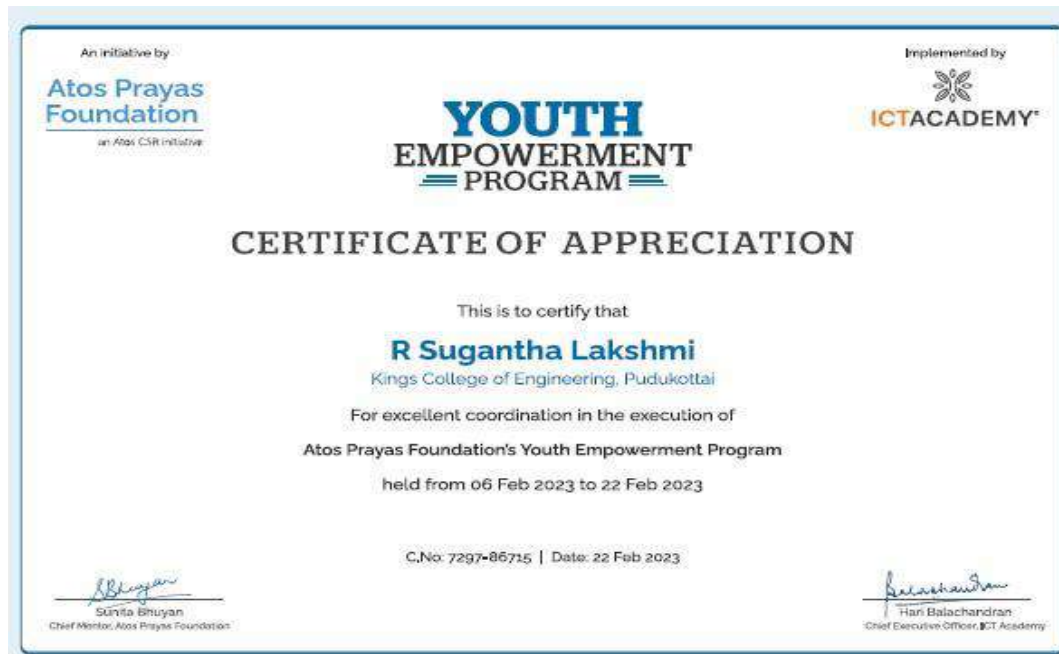 An initiative by
Atos Prayas
Foundation
an Atos CSR initiative
Implemented by
ICTACADEMY
YOUTH
EMPOWERMENT
PROGRAM
CERTIFICATE OF APPRECIATION
This is to certify that
R Sugantha Lakshmi
Kings College of Engineering, Pudukottai
For excellent coordination in the execution of
Atos Prayas Foundation's Youth Empowerment Program
held from 06 Feb 2023 to 22 Feb 2023
C.No: 7297-86715 | Date: 22 Feb 2023
SBhuyan
Sunita Bhuyan
Chief Mentor, Atos Prayas Foundation
Balachandran
Hari Balachandran
Chief Executive Officer, ICT Academy